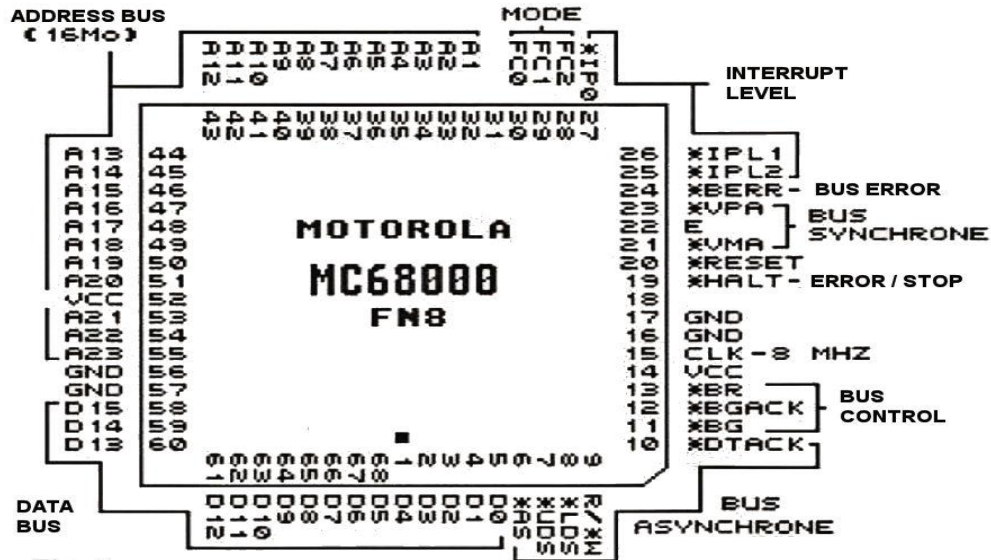 ADDRESS BUS
( 16Mo )
MODE
A12 A11 A10 A9 A8 A7 A6 A5 A4 A3 A2 A1
FC0 FC1 FC2 *IP0
INTERRUPT
LEVEL
43 42 41 40 39 38 37 36 35 34 33 32 31 30 29 28 27
A13 44
A14 45
A15 46
A16 47
A17 48
A18 49
A19 50
A20 51
VCC 52
A21 53
A22 54
A23 55
GND 56
GND 57
D15 58
D14 59
D13 60
MOTOROLA
MC68000
FN8
26 *IPL1
25 *IPL2
24 *BERR - BUS ERROR
23 *VPA
22 E
21 *VMA
BUS
SYNCHRONE
20 *RESET
19 *HALT - ERROR / STOP
18
17 GND
16 GND
15 CLK - 8 MHZ
14 VCC
13 *BR
12 *BGACK
11 *BG
BUS
CONTROL
10 *DTACK
61 62 63 64 65 66 67 68 1 2 3 4 5 6 7 8 9
D12 D11 D10 D9 D8 D7 D6 D5 D4 D3 D2 D1 D0 *AS *UDS *LDS R/*W
DATA
BUS
BUS
ASYNCHRONE